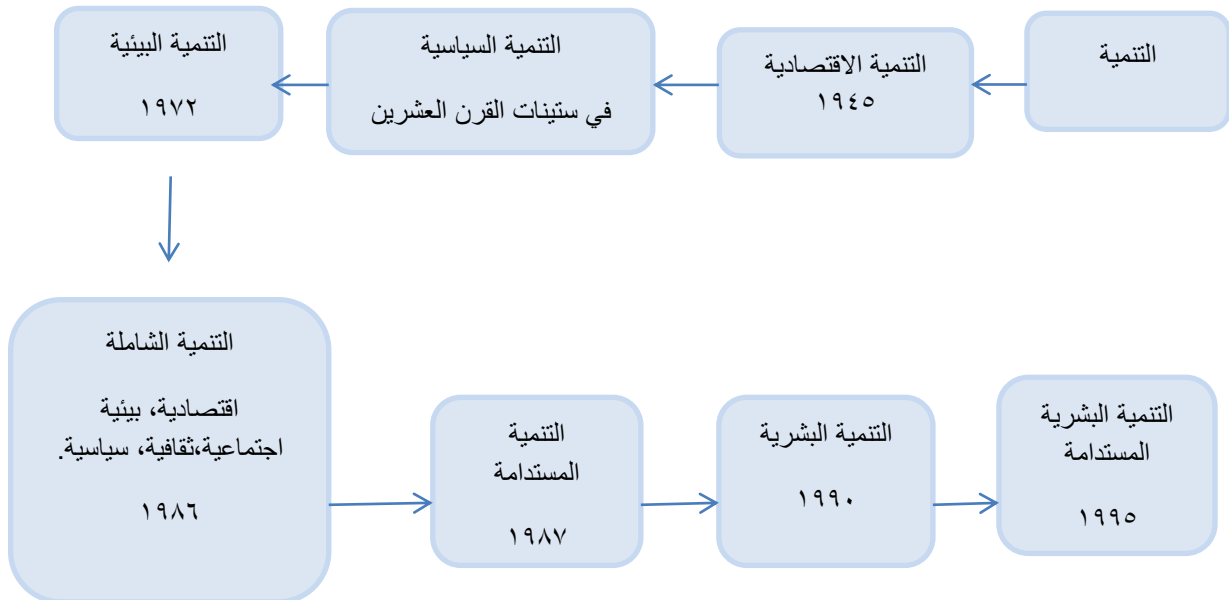 التنمية
التنمية الاقتصادية
١٩٤٥
التنمية السياسية
في ستينات القرن العشرين
التنمية البيئية
١٩٧٢
التنمية الشاملة
اقتصادية، بيئية
اجتماعية،ثقافية، سياسية.
١٩٨٦
التنمية
المستدامة
١٩٨٧
التنمية البشرية
١٩٩٠
التنمية البشرية
المستدامة
١٩٩٥